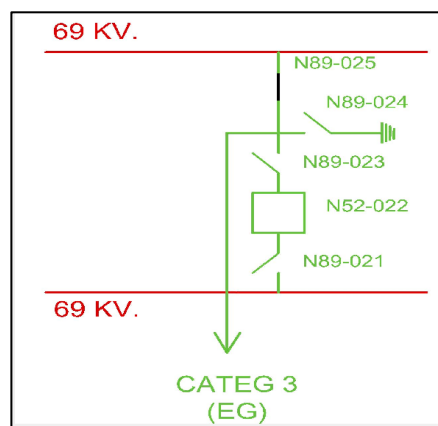 69 KV.
N89-025
N89-024
N89-023
N52-022
N89-021
69 KV.
CATEG 3
(EG)